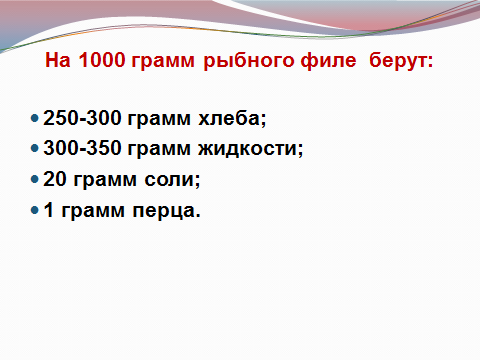 На 1000 грамм рыбного филе берут:
250-300 грамм хлеба;
300-350 грамм жидкости;
20 грамм соли;
1 грамм перца.